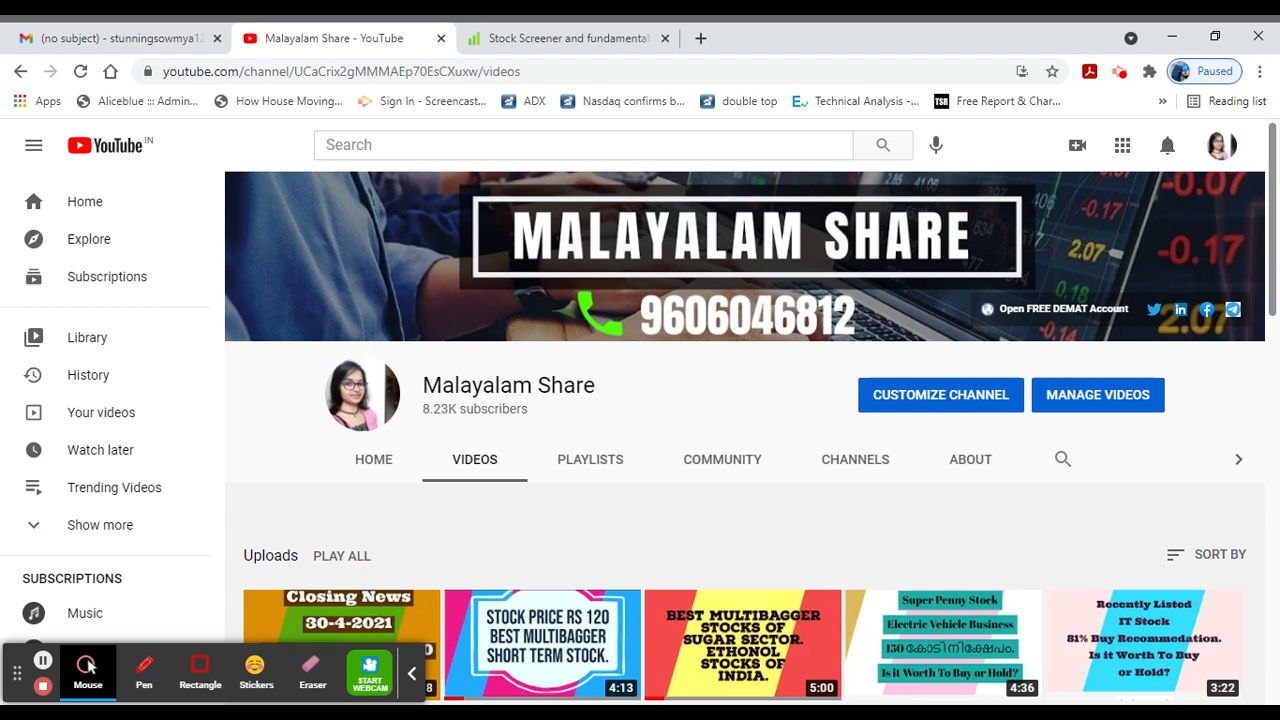 (no subject) - stunningsowmya12
Malayalam Share - YouTube
Stock Screener and fundamental
youtube.com/channel/UCaCrix2gMMMAEp70EsCXuxw/videos
Paused
Apps
Aliceblue ::: Admin...
How House Moving...
Sign In - Screencast...
ADX
Nasdaq confirms b...
double top
Technical Analysis -...
TSR
Free Report & Char...
»
Reading list
YouTube IN
Search
MALAYALAM SHARE
9606046812
Open FREE DEMAT Account
Home
Explore
Subscriptions
Library
History
Your videos
Watch later
Trending Videos
Show more
SUBSCRIPTIONS
Music
Malayalam Share
8.23K subscribers
CUSTOMIZE CHANNEL
MANAGE VIDEOS
HOME
VIDEOS
PLAYLISTS
COMMUNITY
CHANNELS
ABOUT
Uploads
PLAY ALL
SORT BY
Closing News
30-4-2021
STOCK PRICE RS 120
BEST MULTIBAGGER
SHORT TERM STOCK.
4:13
BEST MULTIBAGGER
STOCKS OF
SUGAR SECTOR.
ETHONOL
STOCKS OF
INDIA.
5:00
Super Penny Stock
Electric Vehicle Business
150 കോടി നിക്ഷേപം.
Is it Worth To Buy or Hold?
4:36
Recently Listed
IT Stock
81% Buy Recommedation.
Is it Worth To Buy
or Hold?
3:22
Mouse
Pen
Rectangle
Stickers
Eraser
START
WEBCAM